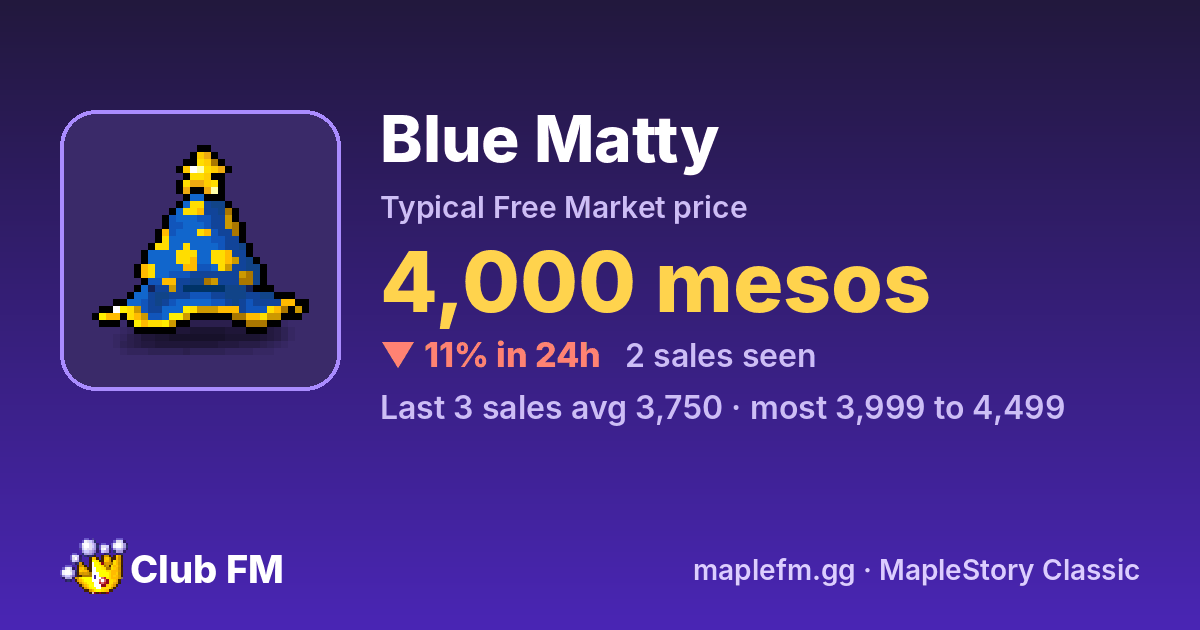 Blue Matty
Typical Free Market price
4,000 mesos
▼ 11% in 24h 2 sales seen
Last 3 sales avg 3,750 · most 3,999 to 4,499
Club FM
maplefm.gg · MapleStory Classic